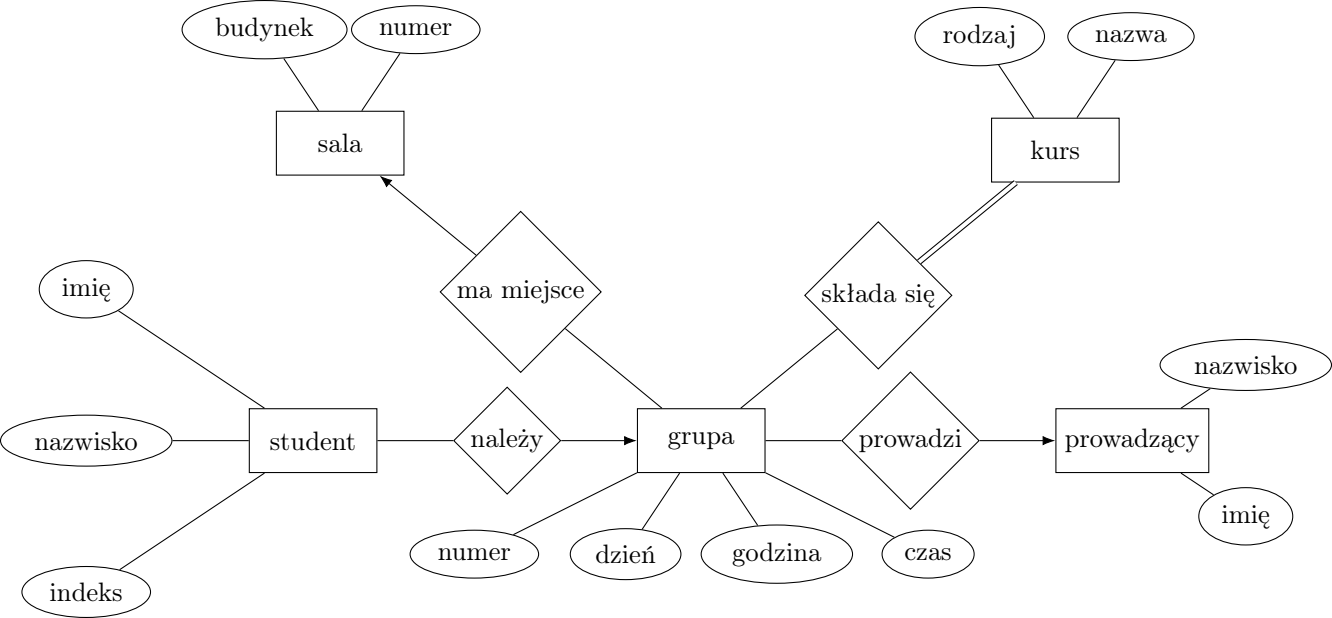 budynek
numer
rodzaj
nazwa
sala
kurs
imię
ma miejsce
składa się
nazwisko
nazwisko
student
należy
grupa
prowadzi
prowadzący
numer
dzień
godzina
czas
imię
indeks